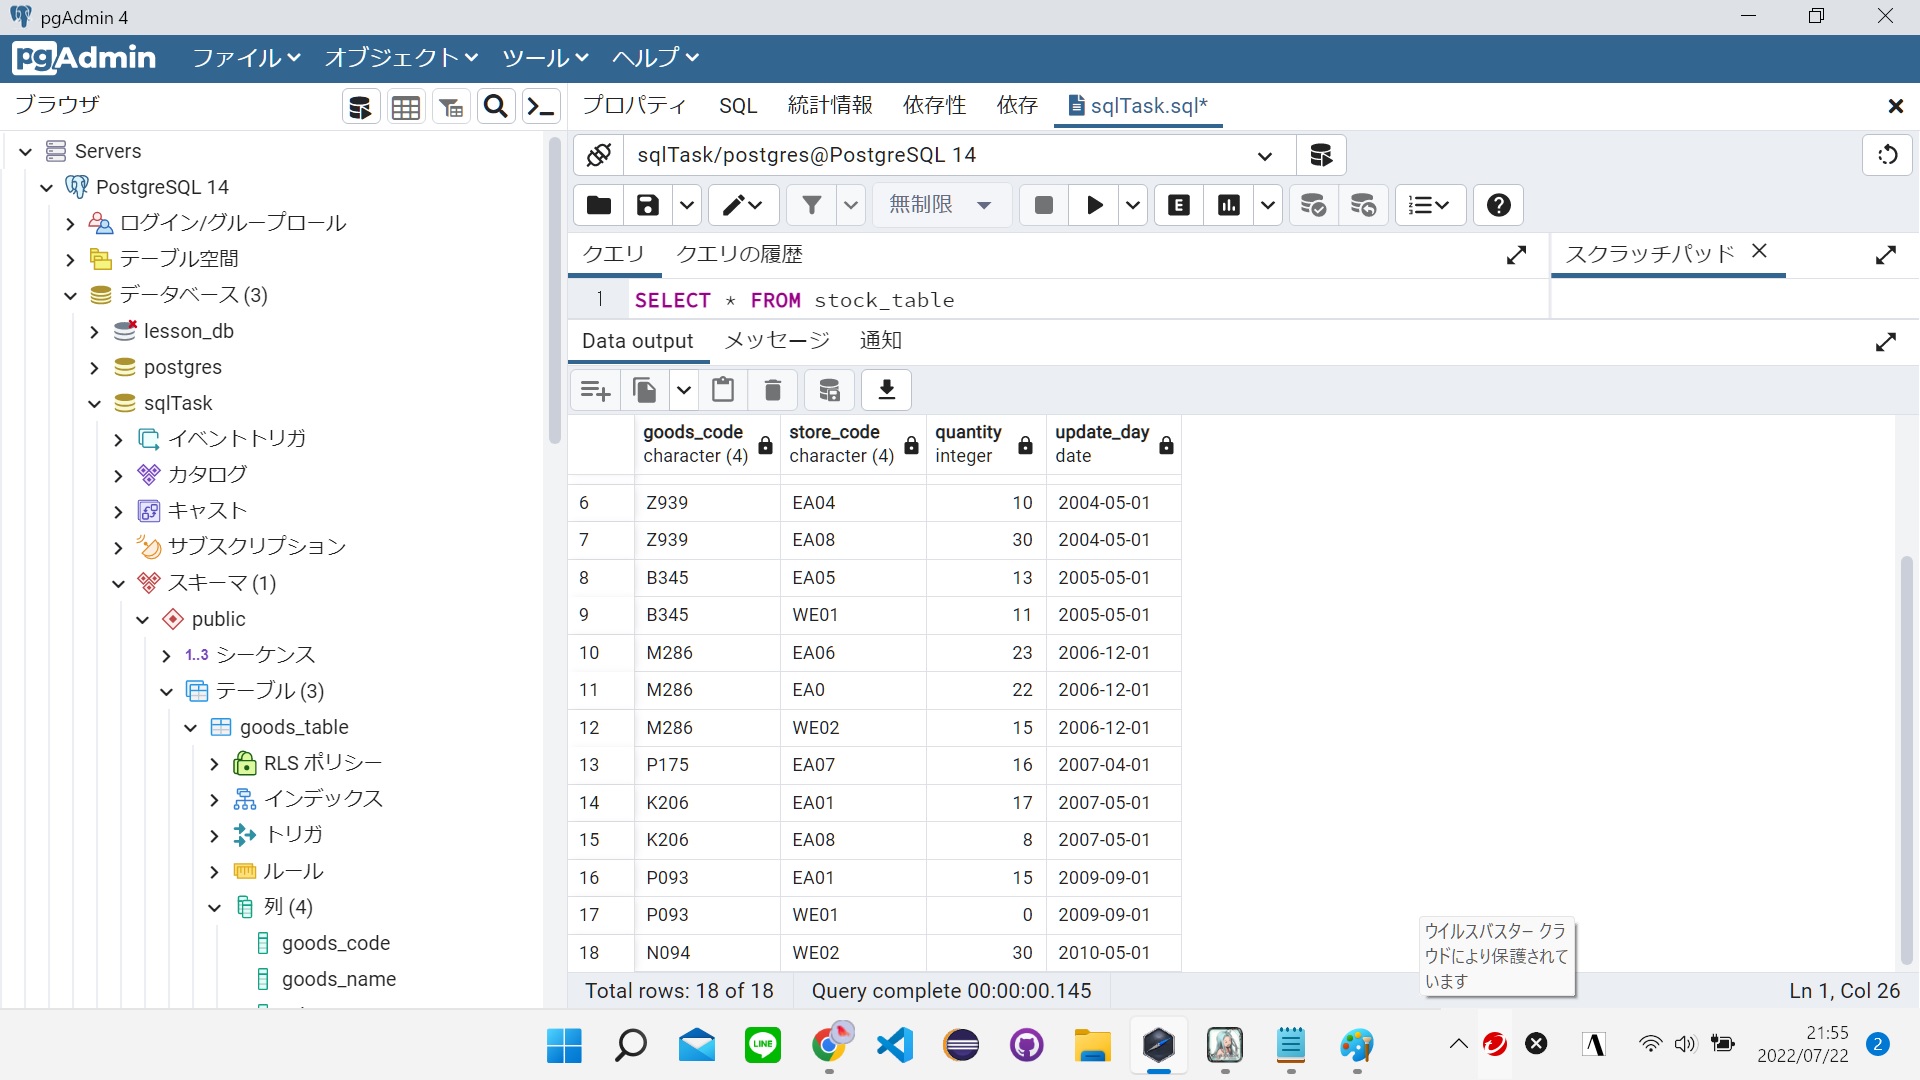 pgAdmin 4
pgAdmin ファイル オブジェクト ツール ヘルプ
ブラウザ
プロパティ SQL 統計情報 依存性 依存 sqlTask.sql*
Servers
PostgreSQL 14
ログイン/グループロール
テーブル空間
データベース (3)
lesson_db
postgres
sqlTask
イベントトリガ
カタログ
キャスト
サブスクリプション
スキーマ (1)
public
1..3 シーケンス
テーブル (3)
goods_table
RLS ポリシー
インデックス
トリガ
ルール
列 (4)
goods_code
goods_name
sqlTask/postgres@PostgreSQL 14
無制限
クエリ クエリの履歴
スクラッチパッド
1 SELECT * FROM stock_table
Data output メッセージ 通知
goods_code store_code quantity update_day
character (4) character (4) integer date
6 Z939 EA04 10 2004-05-01
7 Z939 EA08 30 2004-05-01
8 B345 EA05 13 2005-05-01
9 B345 WE01 11 2005-05-01
10 M286 EA06 23 2006-12-01
11 M286 EA0 22 2006-12-01
12 M286 WE02 15 2006-12-01
13 P175 EA07 16 2007-04-01
14 K206 EA01 17 2007-05-01
15 K206 EA08 8 2007-05-01
16 P093 EA01 15 2009-09-01
17 P093 WE01 0 2009-09-01
18 N094 WE02 30 2010-05-01
ウイルスバスター クラ
ウドにより保護されて
います
Total rows: 18 of 18 Query complete 00:00:00.145 Ln 1, Col 26
LINE
A
21:55
2022/07/22
2